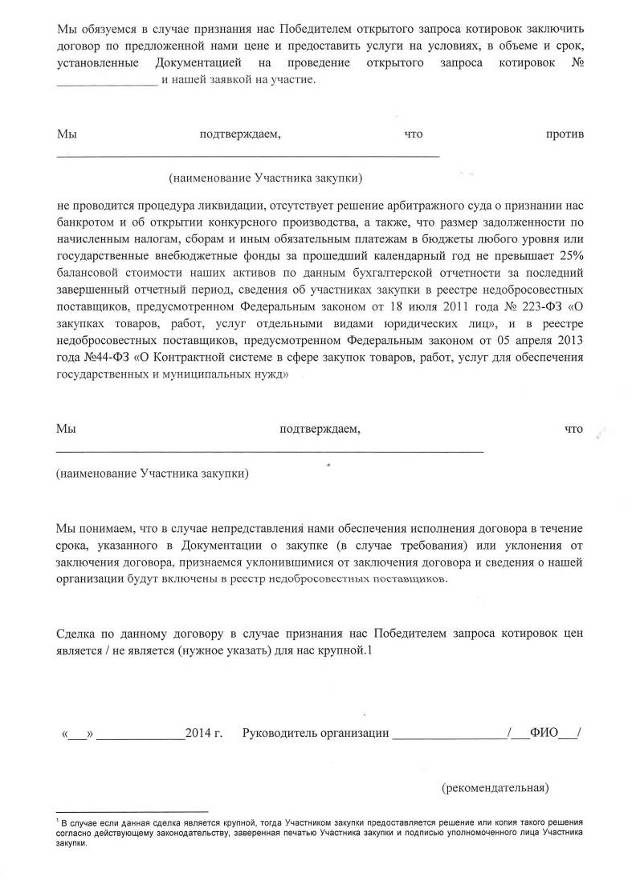 Мы обязуемся в случае признания нас Победителем открытого запроса котировок заключить
договор по предложенной нами цене и предоставить услуги на условиях, в объеме и срок,
установленные Документацией на проведение открытого запроса котировок №
________________ и нашей заявкой на участие.
Мы подтверждаем, что против
____________________________________________________________
(наименование Участника закупки)
не проводится процедура ликвидации, отсутствует решение арбитражного суда о признании нас
банкротом и об открытии конкурсного производства, а также, что размер задолженности по
начисленным налогам, сборам и иным обязательным платежам в бюджеты любого уровня или
государственные внебюджетные фонды за прошедший календарный год не превышает 25%
балансовой стоимости наших активов по данным бухгалтерской отчетности за последний
завершенный отчетный период, сведения об участниках закупки в реестре недобросовестных
поставщиков, предусмотренном Федеральным законом от 18 июля 2011 года № 223-ФЗ «О
закупках товаров, работ, услуг отдельными видами юридических лиц», и в реестре
недобросовестных поставщиков, предусмотренном Федеральным законом от 05 апреля 2013
года №44-ФЗ «О Контрактной системе в сфере закупок товаров, работ, услуг для обеспечения
государственных и муниципальных нужд»
Мы подтверждаем, что
____________________________________________________________________
(наименование Участника закупки)
Мы понимаем, что в случае непредставления нами обеспечения исполнения договора в течение
срока, указанного в Документации о закупке (в случае требования) или уклонения от
заключения договора, признаемся уклонившимися от заключения договора и сведения о нашей
организации будут включены в реестр недобросовестных поставщиков.
Сделка по данному договору в случае признания нас Победителем запроса котировок цен
является / не является (нужное указать) для нас крупной.1
«___» ______________2014 г. Руководитель организации __________________/___ФИО___/
(рекомендательная)
1 В случае если данная сделка является крупной, тогда Участником закупки предоставляется решение или копия такого решения
согласно действующему законодательству, заверенная печатью Участника закупки и подписью уполномоченного лица Участника
закупки.